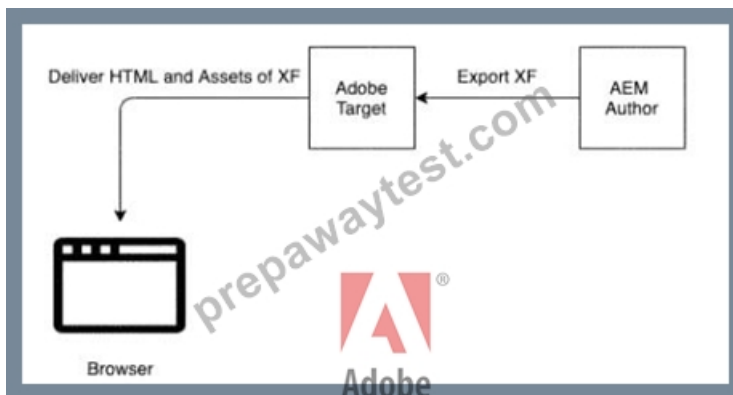 Deliver HTML and Assets of XF
Adobe
Target
Export XF
AEM
Author
prepawaytest.com
Browser
®
Adobe